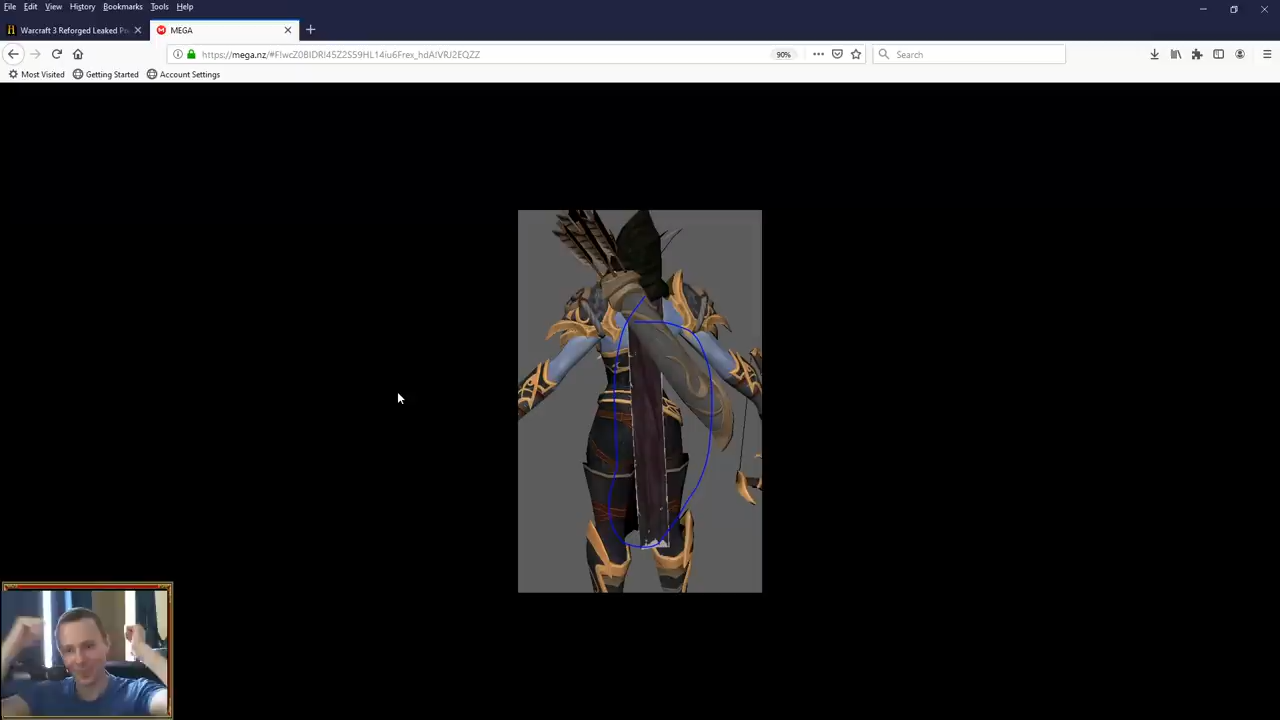 File Edit View History Bookmarks Tools Help
Warcraft 3 Reforged Leaked Pr
MEGA
90%
Search
Most Visited Getting Started Account Settings